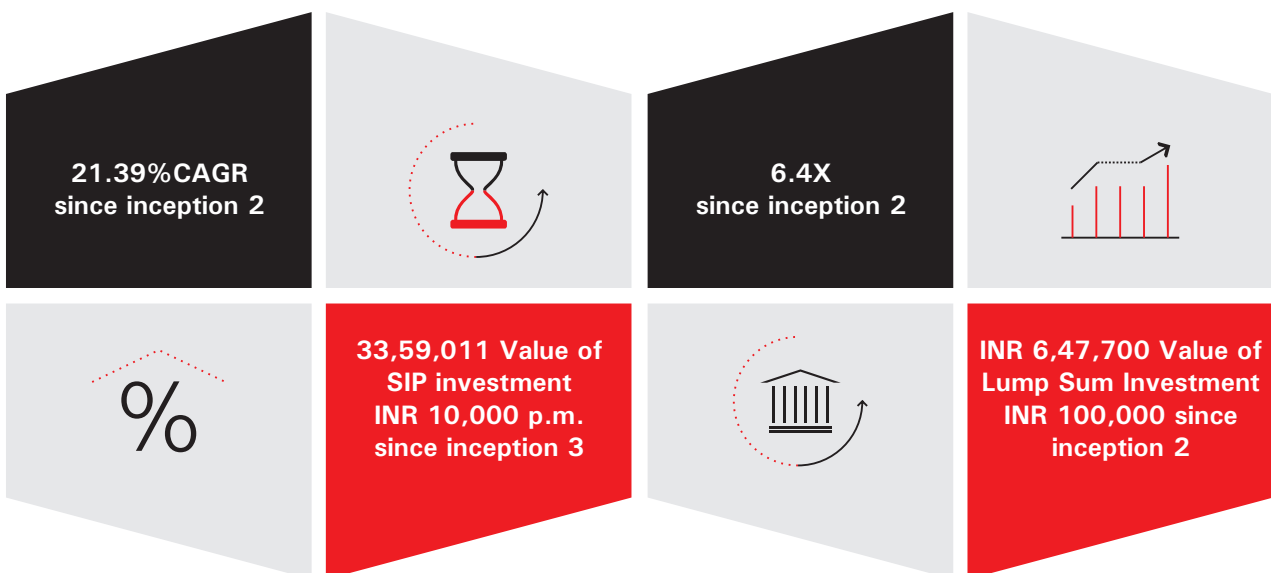 21.39%CAGR
since inception 2
6.4X
since inception 2
%
33,59,011 Value of
SIP investment
INR 10,000 p.m.
since inception 3
INR 6,47,700 Value of
Lump Sum Investment
INR 100,000 since
inception 2